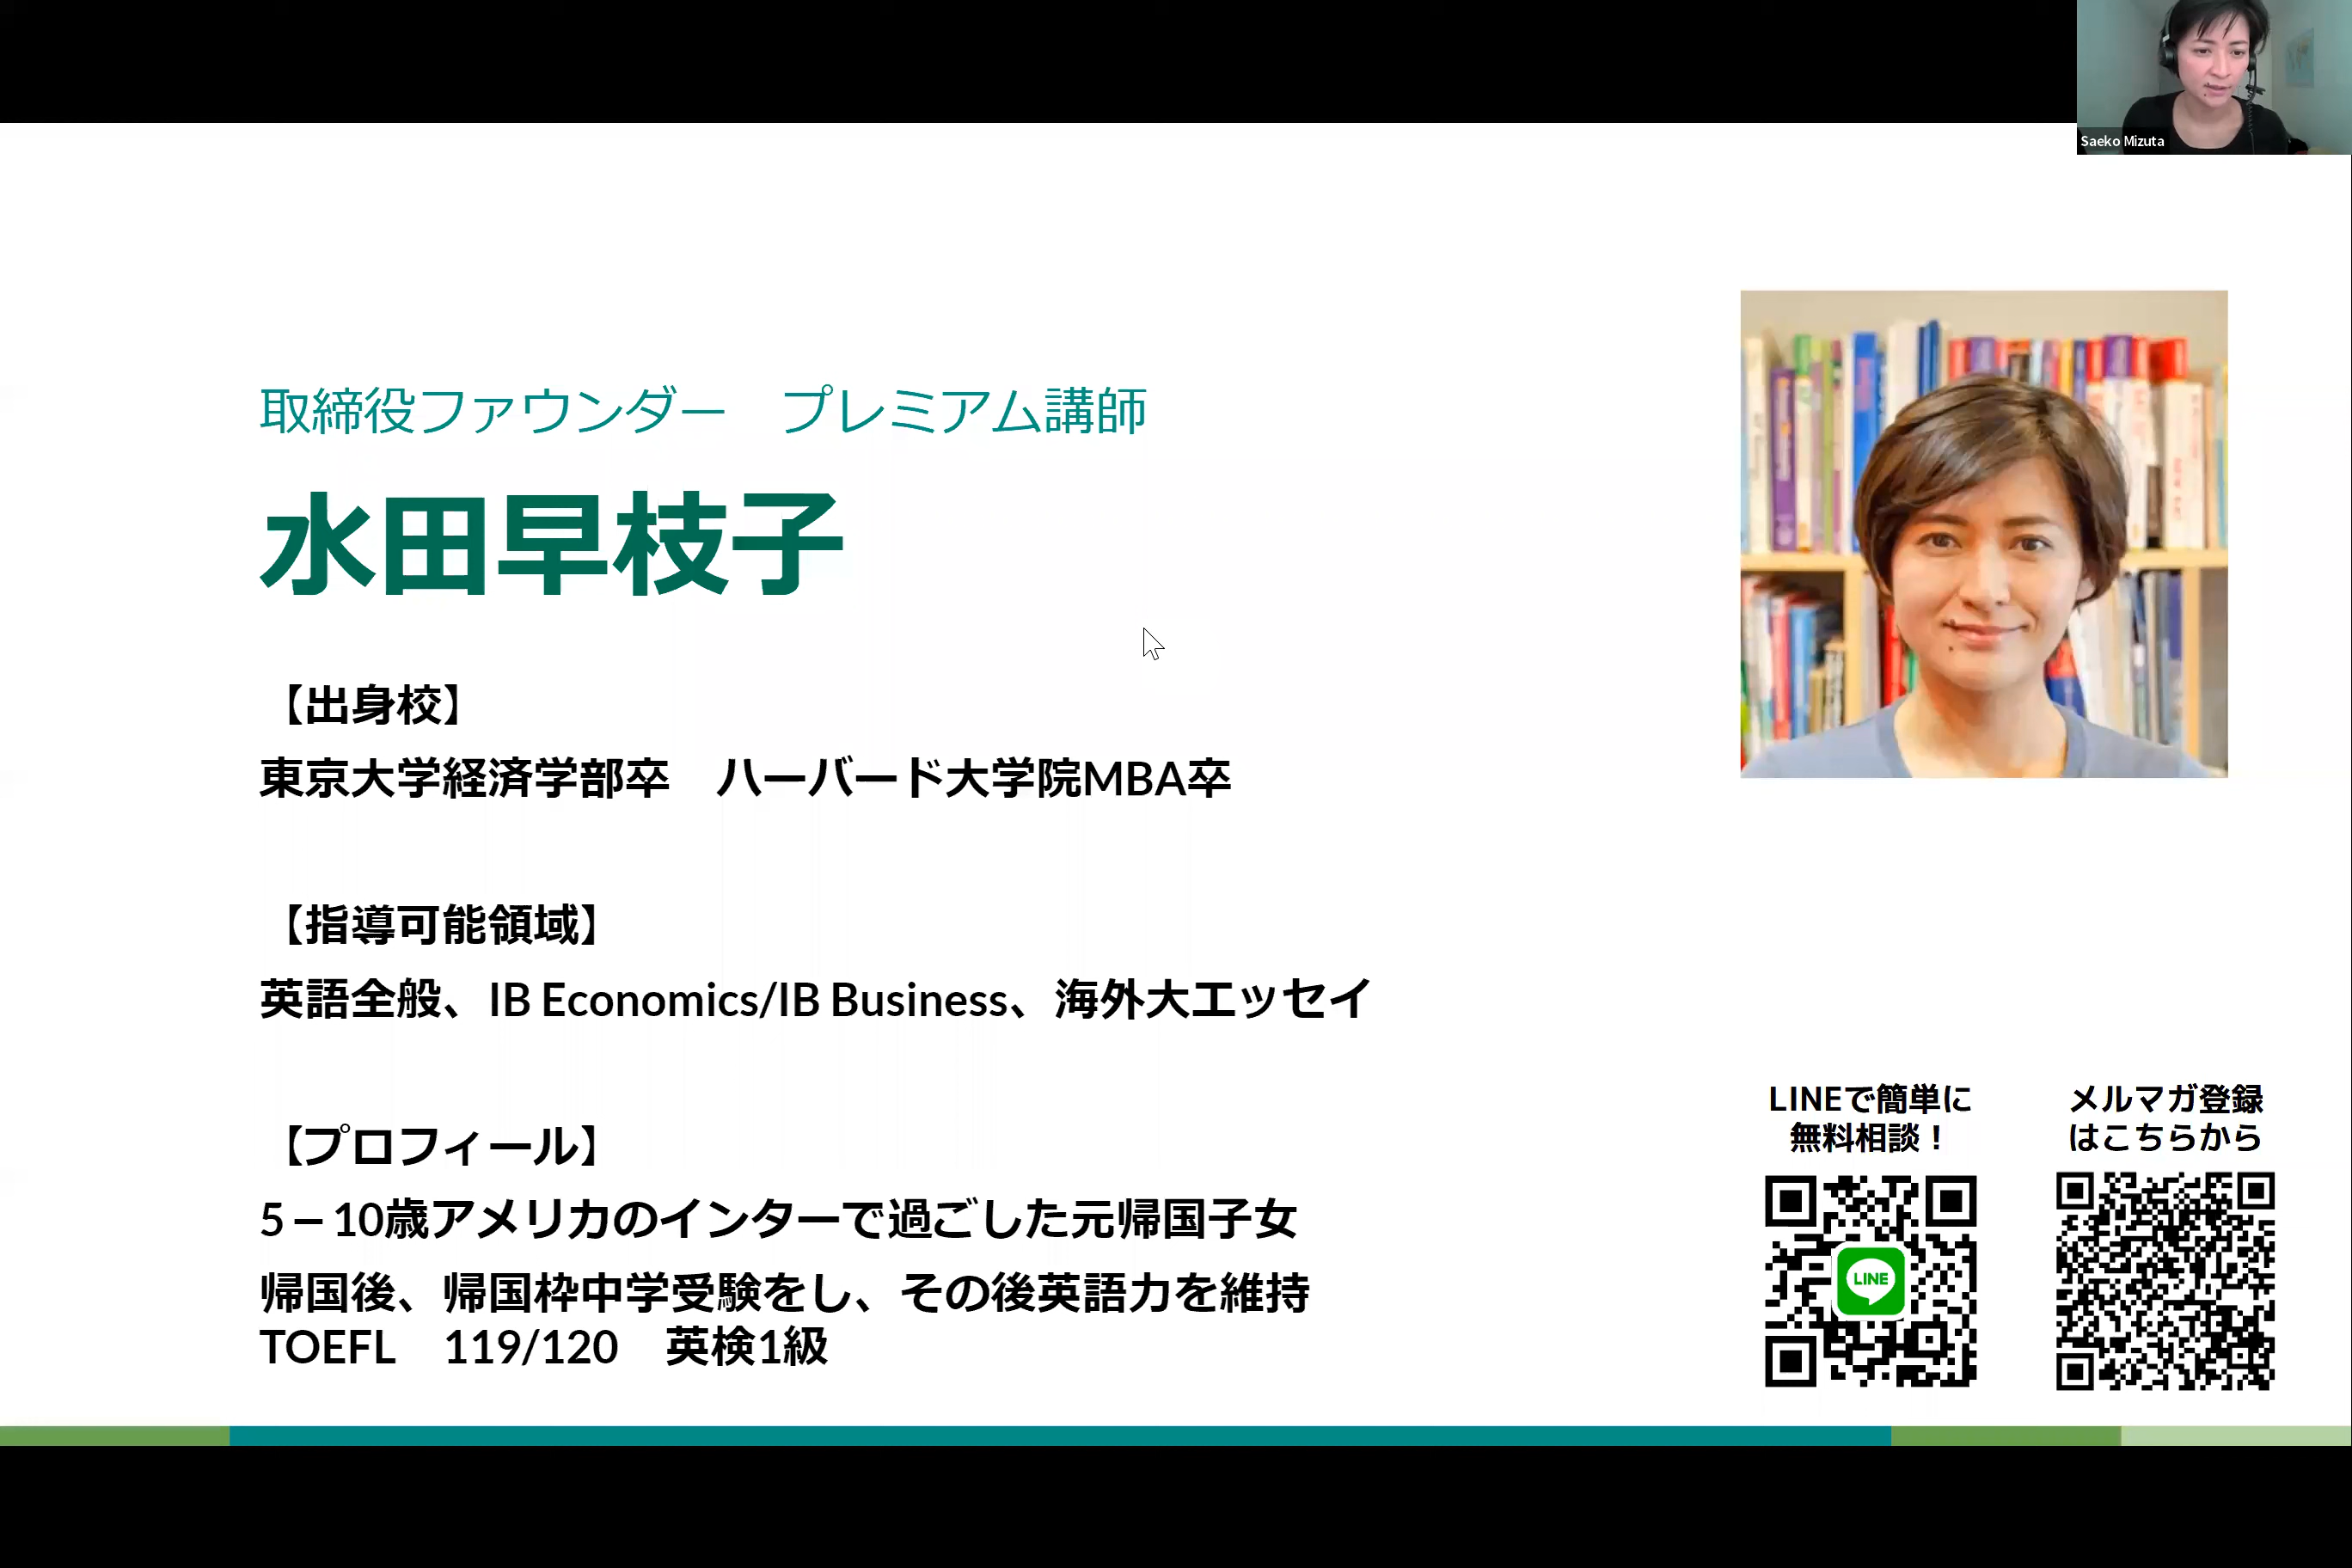 Saeko Mizuta
取締役ファウンダー　プレミアム講師
水田早枝子
【出身校】
東京大学経済学部卒　ハーバード大学院MBA卒
【指導可能領域】
英語全般、IB Economics/IB Business、海外大エッセイ
【プロフィール】
5 – 10歳アメリカのインターで過ごした元帰国子女
帰国後、帰国枠中学受験をし、その後英語力を維持
TOEFL　119/120　英検1級
LINEで簡単に
無料相談！
LINE
メルマガ登録
はこちらから